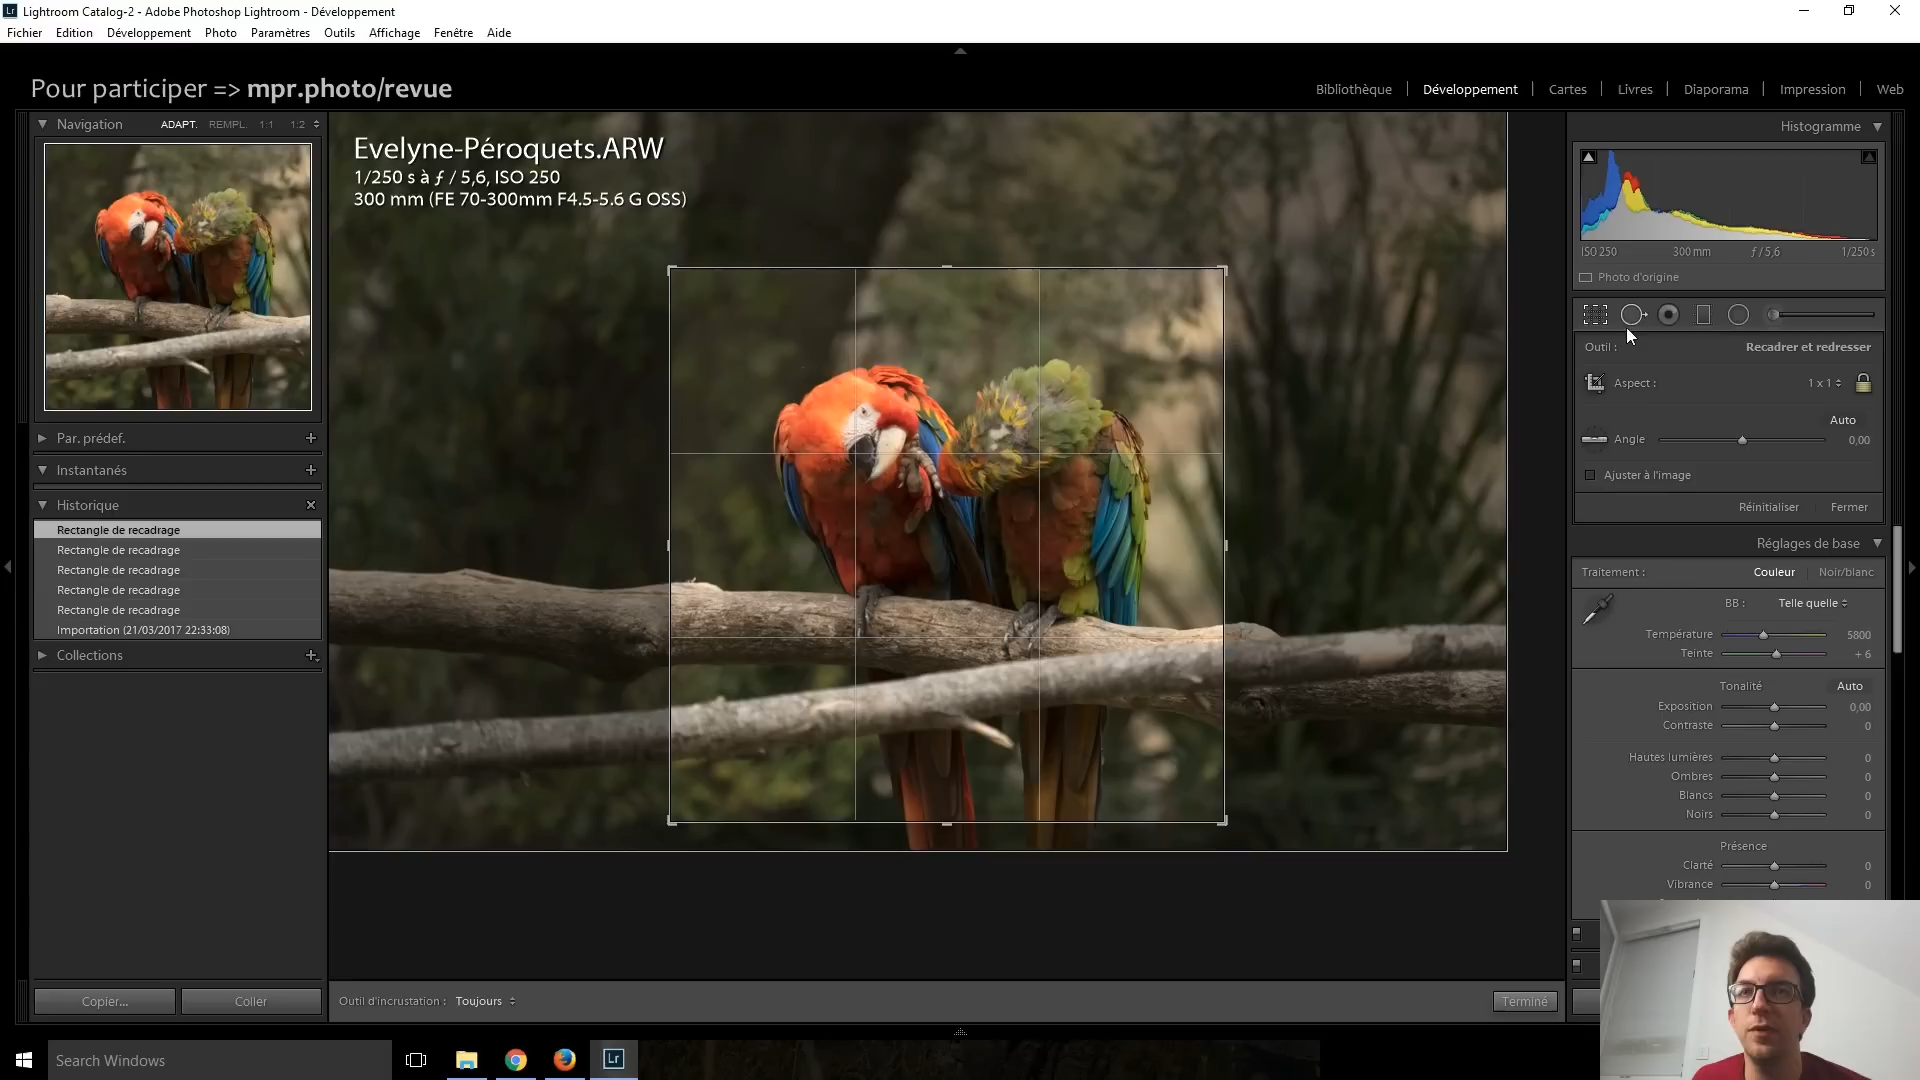 Lightroom Catalog-2 - Adobe Photoshop Lightroom - Développement
Fichier Edition Développement Photo Paramètres Outils Affichage Fenêtre Aide
Pour participer => mpr.photo/revue
Bibliothèque | Développement | Cartes | Livres | Diaporama | Impression | Web
Navigation ADAPT. REMPL. 1:1 1:2
Histogramme
Evelyne-Péroquets.ARW
1/250 s à ƒ / 5,6, ISO 250
300 mm (FE 70-300mm F4.5-5.6 G OSS)
ISO 250 300 mm ƒ / 5,6 1/250 s
Photo d'origine
Outil : Recadrer et redresser
Aspect : 1 x 1
Auto
Angle 0,00
Ajuster à l'image
Réinitialiser Fermer
Par. prédef.
Instantanés
Historique
Rectangle de recadrage
Rectangle de recadrage
Rectangle de recadrage
Rectangle de recadrage
Rectangle de recadrage
Importation (21/03/2017 22:33:08)
Collections
Réglages de base
Traitement : Couleur | Noir/blanc
BB : Telle quelle
Température 5800
Teinte + 6
Tonalité Auto
Exposition 0,00
Contraste 0
Hautes lumières 0
Ombres 0
Blancs 0
Noirs 0
Présence
Clarté 0
Vibrance 0
Copier... Coller
Outil d'incrustation : Toujours
Terminé
Search Windows
Lr